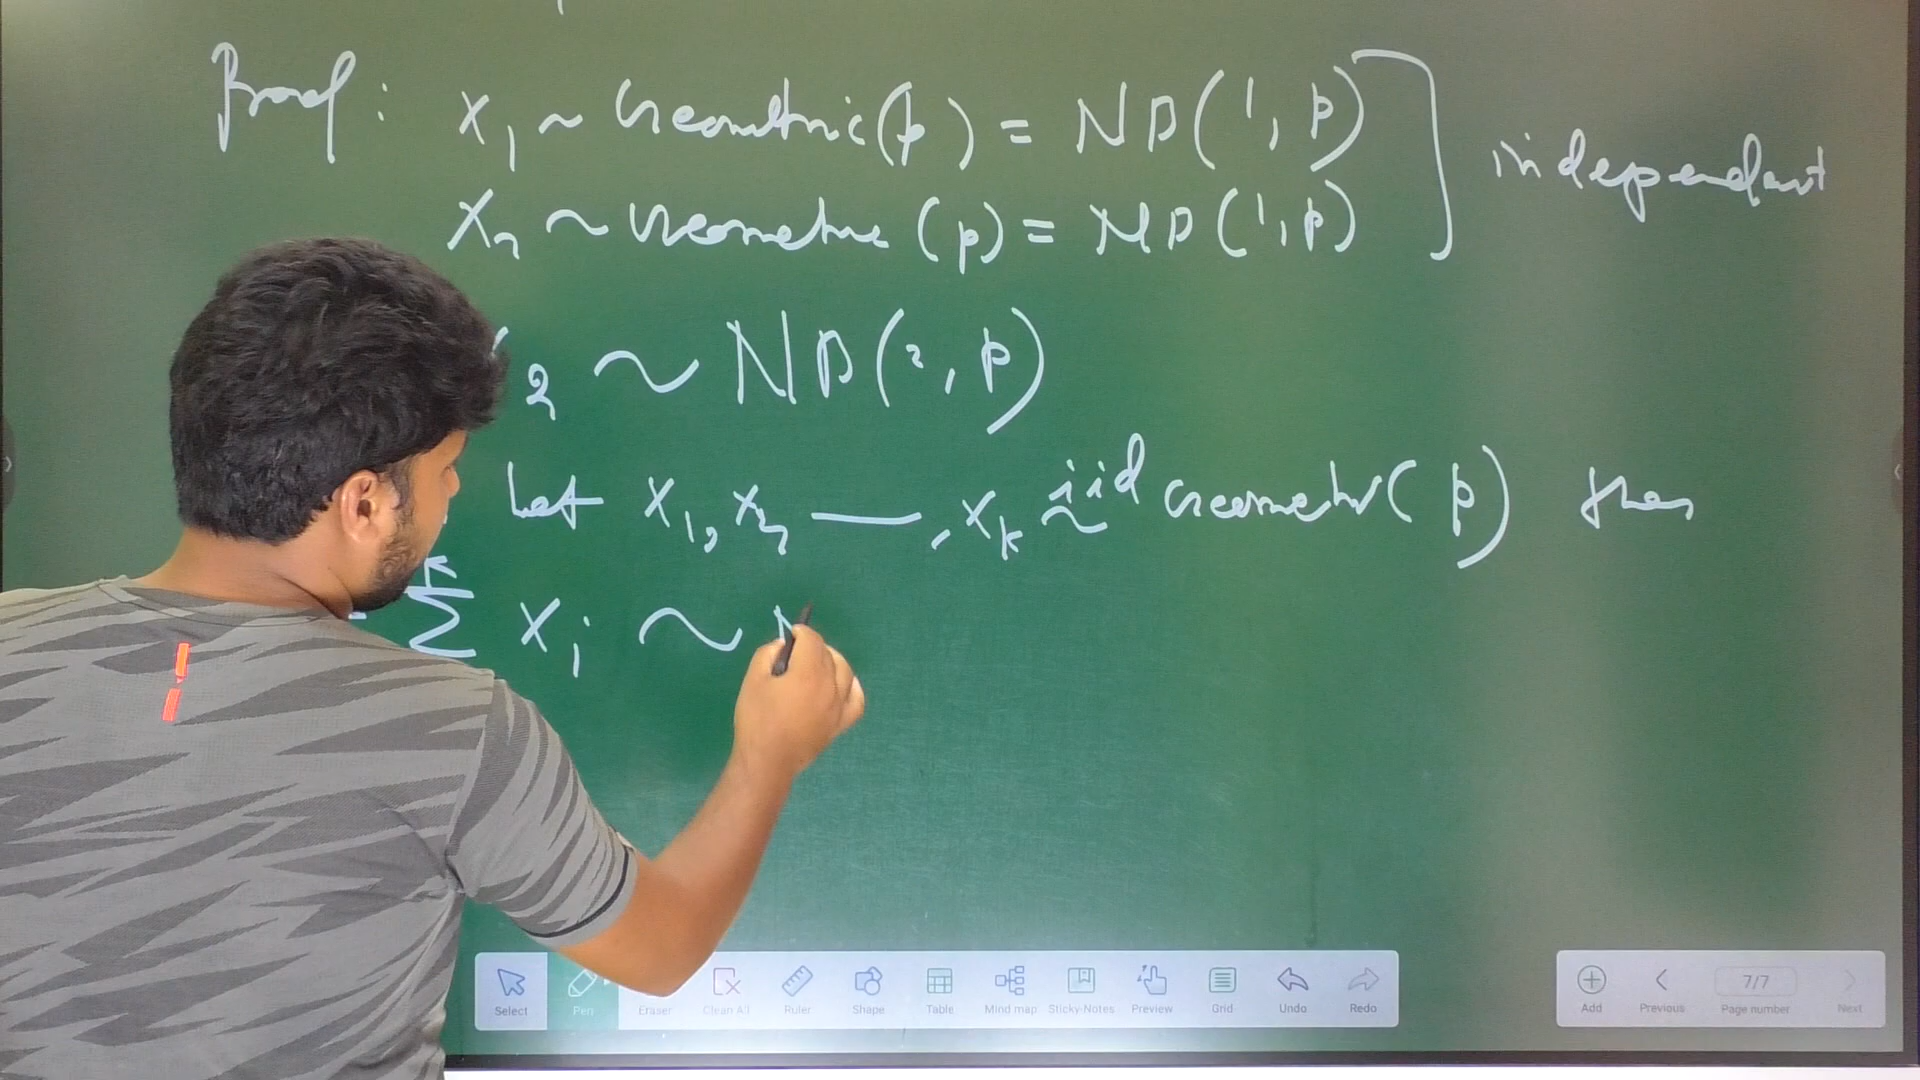 Proof : X₁ ~ Geometric(p) = NB(1, p)
X₂ ~ Geometric (p) = NB(1, p)
independant
₂ ~ NB(2, p)
Let X₁, X₂ —, Xₖ ~ iid Geometr(p) then
k
Σ Xᵢ ~ N
Select Pen Eraser Clean All Ruler Shape Table Mind map Sticky-Notes Preview Grid Undo Redo
Add Previous 7/7 Page number Next